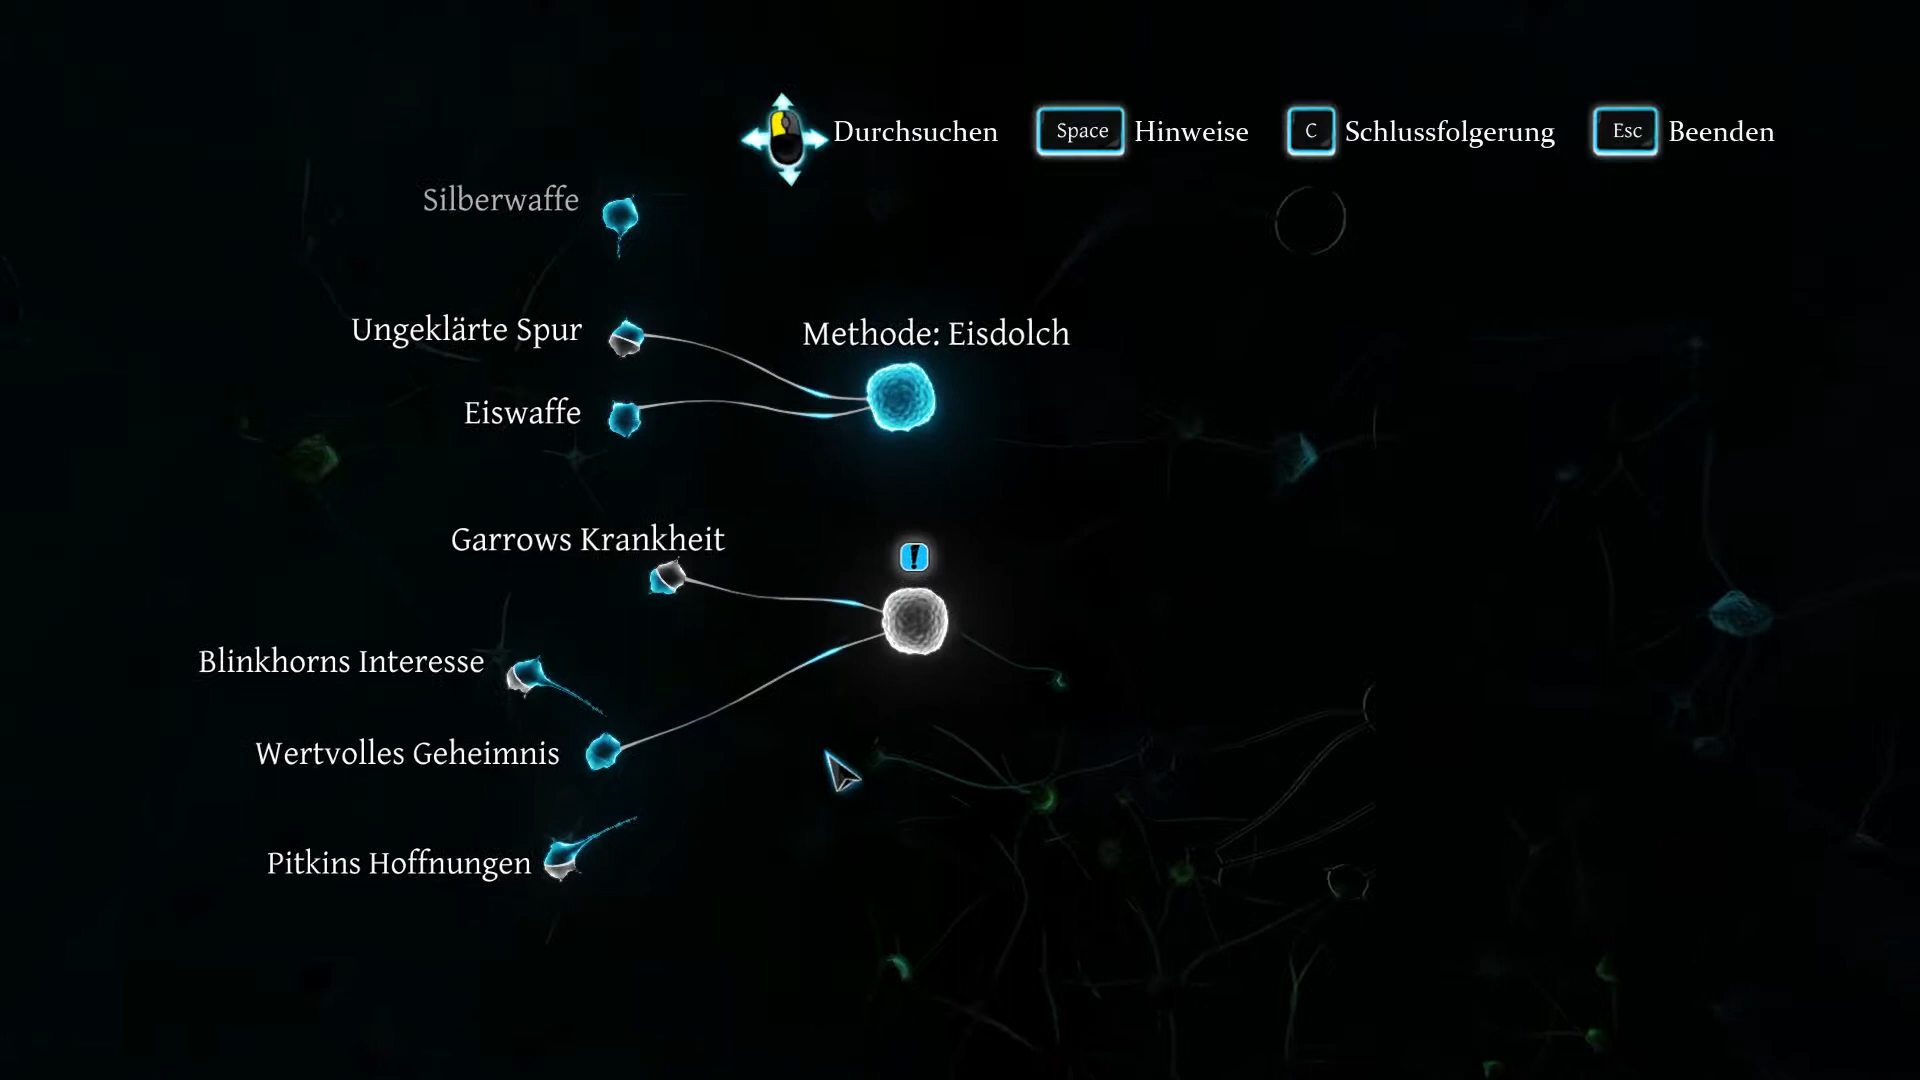 Durchsuchen
Space Hinweise
C Schlussfolgerung
Esc Beenden
Silberwaffe
Ungeklärte Spur
Methode: Eisdolch
Eiswaffe
Garrows Krankheit
!
Blinkhorns Interesse
Wertvolles Geheimnis
Pitkins Hoffnungen